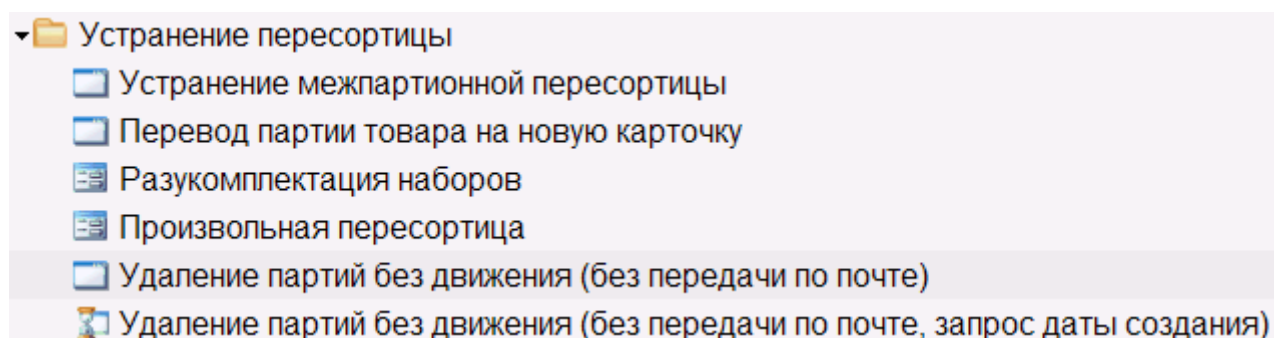 Устранение пересортицы
Устранение межпартионной пересортицы
Перевод партии товара на новую карточку
Разукомплектация наборов
Произвольная пересортица
Удаление партий без движения (без передачи по почте)
Удаление партий без движения (без передачи по почте, запрос даты создания)